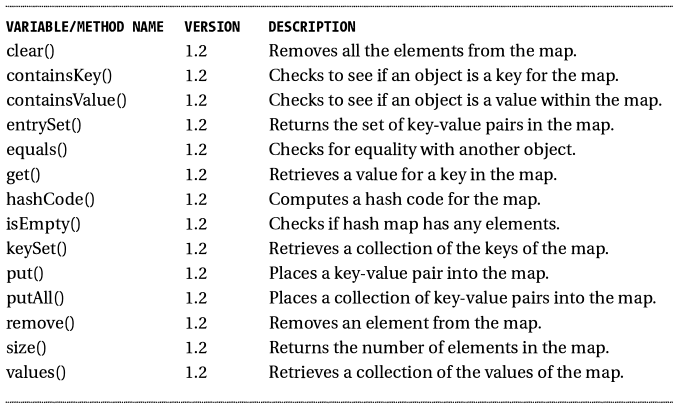 VARIABLE/METHOD NAME VERSION DESCRIPTION
clear() 1.2 Removes all the elements from the map.
containsKey() 1.2 Checks to see if an object is a key for the map.
containsValue() 1.2 Checks to see if an object is a value within the map.
entrySet() 1.2 Returns the set of key-value pairs in the map.
equals() 1.2 Checks for equality with another object.
get() 1.2 Retrieves a value for a key in the map.
hashCode() 1.2 Computes a hash code for the map.
isEmpty() 1.2 Checks if hash map has any elements.
keySet() 1.2 Retrieves a collection of the keys of the map.
put() 1.2 Places a key-value pair into the map.
putAll() 1.2 Places a collection of key-value pairs into the map.
remove() 1.2 Removes an element from the map.
size() 1.2 Returns the number of elements in the map.
values() 1.2 Retrieves a collection of the values of the map.